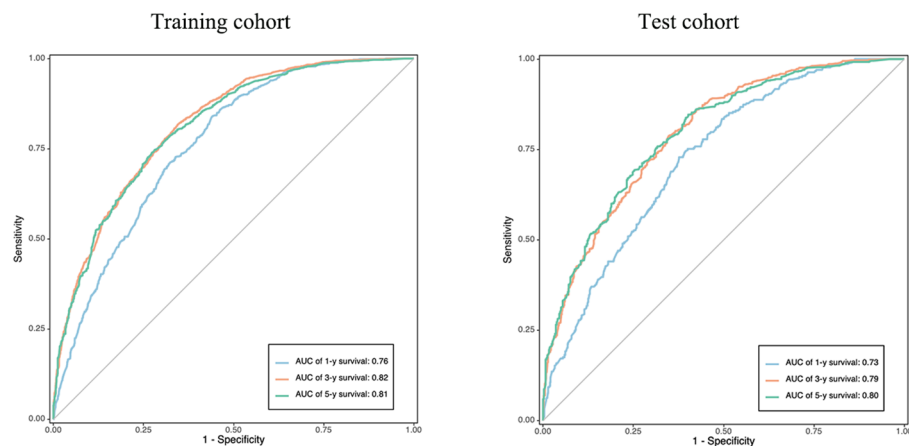 Training cohort
Test cohort
1.00
0.75
0.50
0.25
0.00
Sensitivity
AUC of 1-y survival: 0.76
AUC of 3-y survival: 0.82
AUC of 5-y survival: 0.81
0.00
0.25
0.50
0.75
1.00
1 - Specificity
1.00
0.75
0.50
0.25
0.00
Sensitivity
AUC of 1-y survival: 0.73
AUC of 3-y survival: 0.79
AUC of 5-y survival: 0.80
0.00
0.25
0.50
0.75
1.00
1 - Specificity